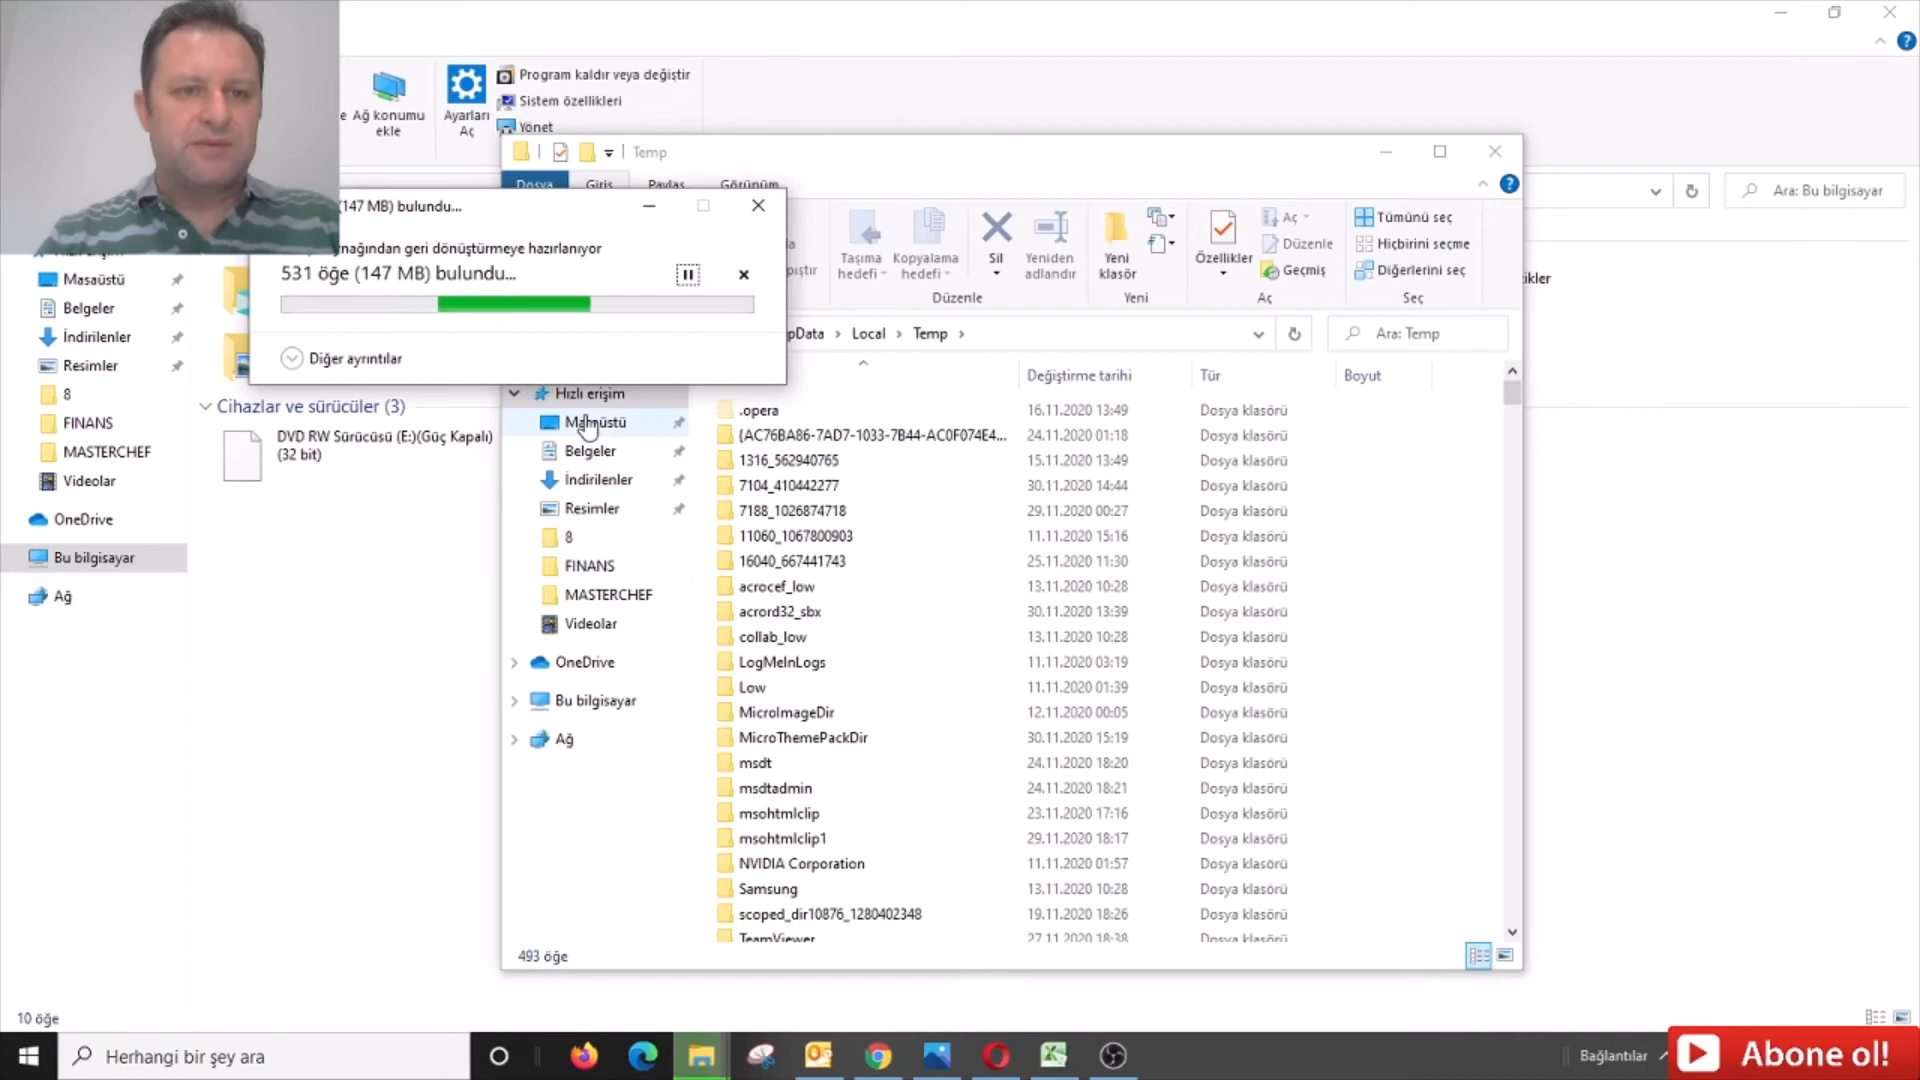 Program kaldır veya değiştir
Ağ konumu
ekle
Ayarları
Aç
Sistem özellikleri
Yönet
Temp
Dosya Giriş Paylaş Görünüm
Ara: Bu bilgisayar
(147 MB) bulundu...
geri dönüştürmeye hazırlanıyor
531 öğe (147 MB) bulundu...
Diğer ayrıntılar
Taşıma
hedefi
Kopyalama
hedefi
Sil
Yeniden
adlandır
Düzenle
Yeni
klasör
Yeni
Özellikler
Aç
Düzenle
Geçmiş
Aç
Tümünü seç
Hiçbirini seçme
Diğerlerini seç
Seç
Local > Temp >
Ara: Temp
Değiştirme tarihi Tür Boyut
Masaüstü
Belgeler
İndirilenler
Resimler
8
FINANS
MASTERCHEF
Videolar
OneDrive
Bu bilgisayar
Ağ
Cihazlar ve sürücüler (3)
DVD RW Sürücüsü (E:)(Güç Kapalı)
(32 bit)
Hızlı erişim
Belgeler
İndirilenler
Resimler
8
FINANS
MASTERCHEF
Videolar
OneDrive
Bu bilgisayar
Ağ
.opera 16.11.2020 13:49 Dosya klasörü
{AC76BA86-7AD7-1033-7B44-AC0F074E4... 24.11.2020 01:18 Dosya klasörü
1316_562940765 15.11.2020 13:49 Dosya klasörü
7104_410442277 30.11.2020 14:44 Dosya klasörü
7188_1026874718 29.11.2020 00:27 Dosya klasörü
11060_1067800903 11.11.2020 15:16 Dosya klasörü
16040_667441743 25.11.2020 11:30 Dosya klasörü
acrocef_low 13.11.2020 10:28 Dosya klasörü
acrord32_sbx 30.11.2020 13:39 Dosya klasörü
collab_low 13.11.2020 10:28 Dosya klasörü
LogMeInLogs 11.11.2020 03:19 Dosya klasörü
Low 11.11.2020 01:39 Dosya klasörü
MicroImageDir 12.11.2020 00:05 Dosya klasörü
MicroThemePackDir 30.11.2020 15:19 Dosya klasörü
msdt 24.11.2020 18:20 Dosya klasörü
msdtadmin 24.11.2020 18:21 Dosya klasörü
msohtmlclip 23.11.2020 17:16 Dosya klasörü
msohtmlclip1 29.11.2020 18:17 Dosya klasörü
NVIDIA Corporation 11.11.2020 01:57 Dosya klasörü
Samsung 13.11.2020 10:28 Dosya klasörü
scoped_dir10876_1280402348 19.11.2020 18:26 Dosya klasörü
TeamViewer 27.11.2020 18:38 Dosya klasörü
493 öğe
10 öğe
Herhangi bir şey ara
Bağlantılar
Abone ol!